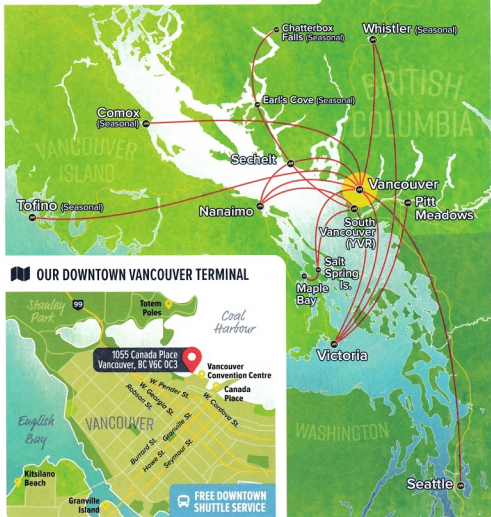 Chatterbox
Falls (Seasonal)
Whistler (Seasonal)
BRITISH
COLUMBIA
Earl's Cove (Seasonal)
Comox
(Seasonal)
VANCOUVER
ISLAND
Sechelt
Vancouver
Tofino (Seasonal)
Nanaimo
Pitt
Meadows
South
Vancouver
(YVR)
Salt
Spring
Is.
Maple
Bay
Victoria
WASHINGTON
Seattle
OUR DOWNTOWN VANCOUVER TERMINAL
Stanley
Park
99
Totem
Poles
Coal
Harbour
1055 Canada Place
Vancouver, BC V6C 0C3
Vancouver
Convention Centre
Canada
Place
W. Pender St.
W. Georgia St.
Robson St.
W. Cordova St.
VANCOUVER
English
Bay
Burrard St.
Howe St.
Granville St.
Seymour St.
Kitsilano
Beach
Granville
Island
FREE DOWNTOWN
SHUTTLE SERVICE